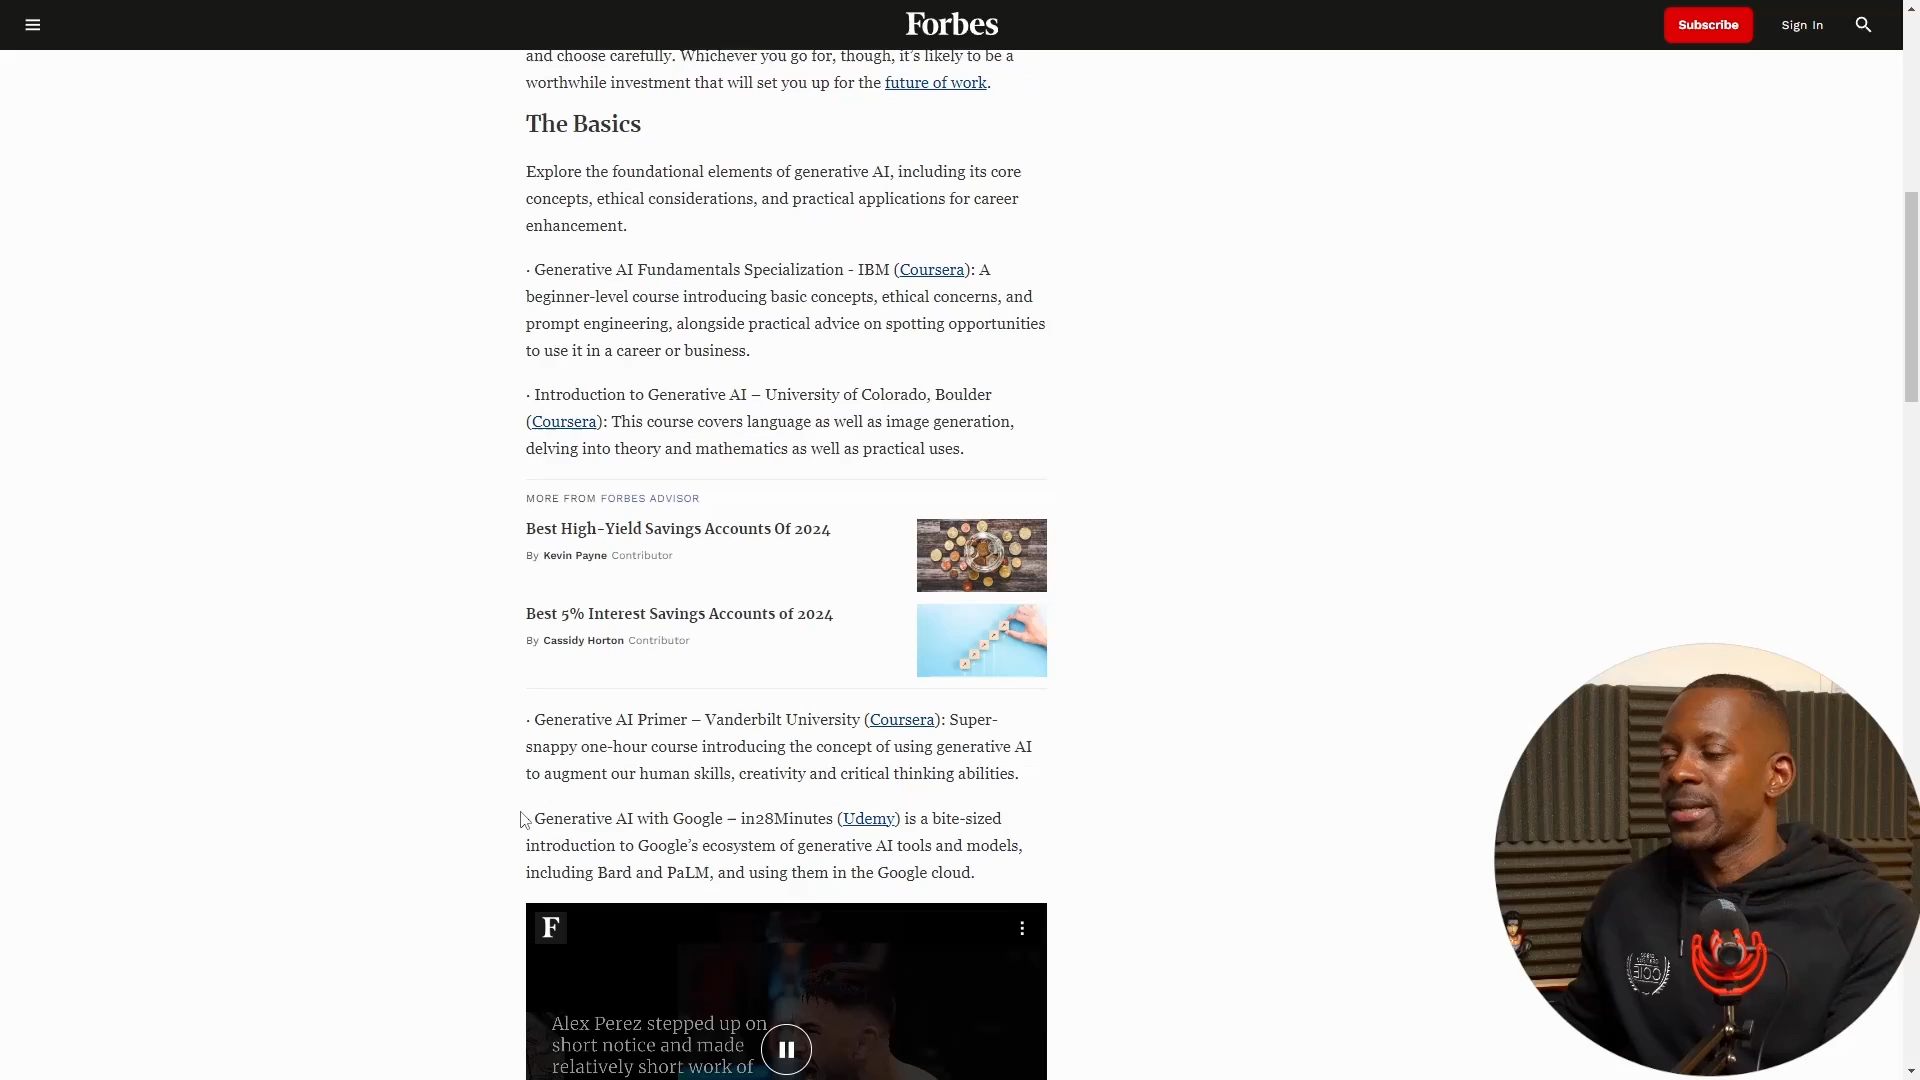 Forbes
Subscribe
Sign In
and choose carefully. Whichever you go for, though, it's likely to be a
worthwhile investment that will set you up for the future of work.
The Basics
Explore the foundational elements of generative AI, including its core
concepts, ethical considerations, and practical applications for career
enhancement.
· Generative AI Fundamentals Specialization - IBM (Coursera): A
beginner-level course introducing basic concepts, ethical concerns, and
prompt engineering, alongside practical advice on spotting opportunities
to use it in a career or business.
· Introduction to Generative AI – University of Colorado, Boulder
(Coursera): This course covers language as well as image generation,
delving into theory and mathematics as well as practical uses.
MORE FROM FORBES ADVISOR
Best High-Yield Savings Accounts Of 2024
By Kevin Payne Contributor
Best 5% Interest Savings Accounts of 2024
By Cassidy Horton Contributor
· Generative AI Primer – Vanderbilt University (Coursera): Super-
snappy one-hour course introducing the concept of using generative AI
to augment our human skills, creativity and critical thinking abilities.
Generative AI with Google – in28Minutes (Udemy) is a bite-sized
introduction to Google's ecosystem of generative AI tools and models,
including Bard and PaLM, and using them in the Google cloud.
F
Alex Perez stepped up on
short notice and made
relatively short work of